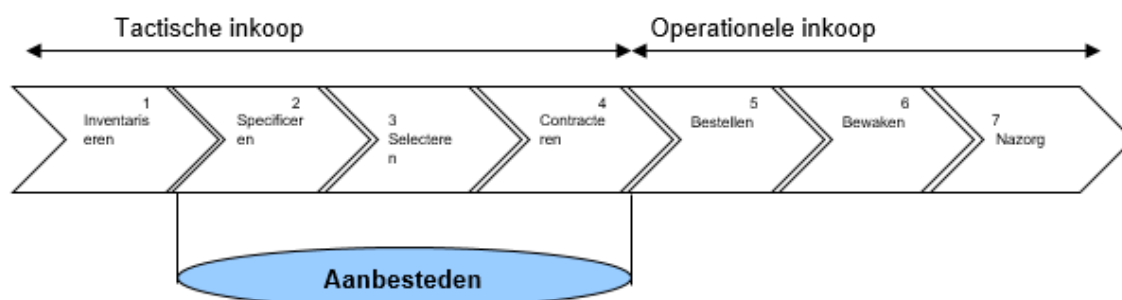 Tactische inkoop
Operationele inkoop
1
Inventaris
eren
2
Specificer
en
3
Selectere
n
4
Contracte
ren
5
Bestellen
6
Bewaken
7
Nazorg
Aanbesteden